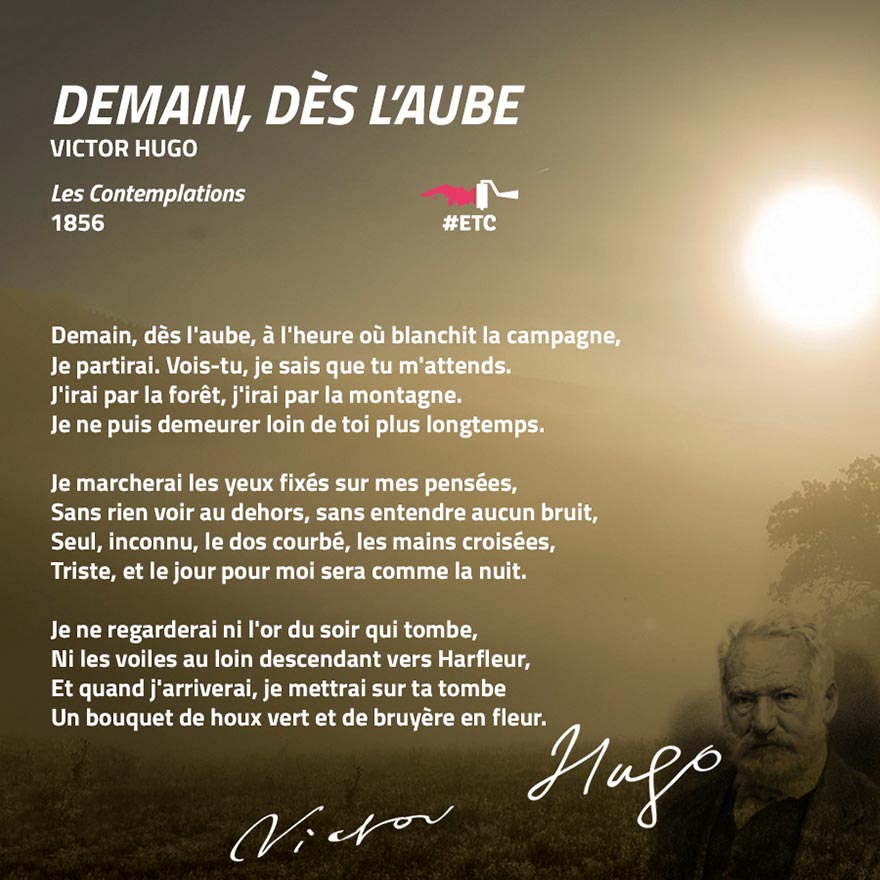 DEMAIN, DÈS L'AUBE
VICTOR HUGO
Les Contemplations
1856
#ETC
Demain, dès l'aube, à l'heure où blanchit la campagne,
Je partirai. Vois-tu, je sais que tu m'attends.
J'irai par la forêt, j'irai par la montagne.
Je ne puis demeurer loin de toi plus longtemps.
Je marcherai les yeux fixés sur mes pensées,
Sans rien voir au dehors, sans entendre aucun bruit,
Seul, inconnu, le dos courbé, les mains croisées,
Triste, et le jour pour moi sera comme la nuit.
Je ne regarderai ni l'or du soir qui tombe,
Ni les voiles au loin descendant vers Harfleur,
Et quand j'arriverai, je mettrai sur ta tombe
Un bouquet de houx vert et de bruyère en fleur.
Victor Hugo